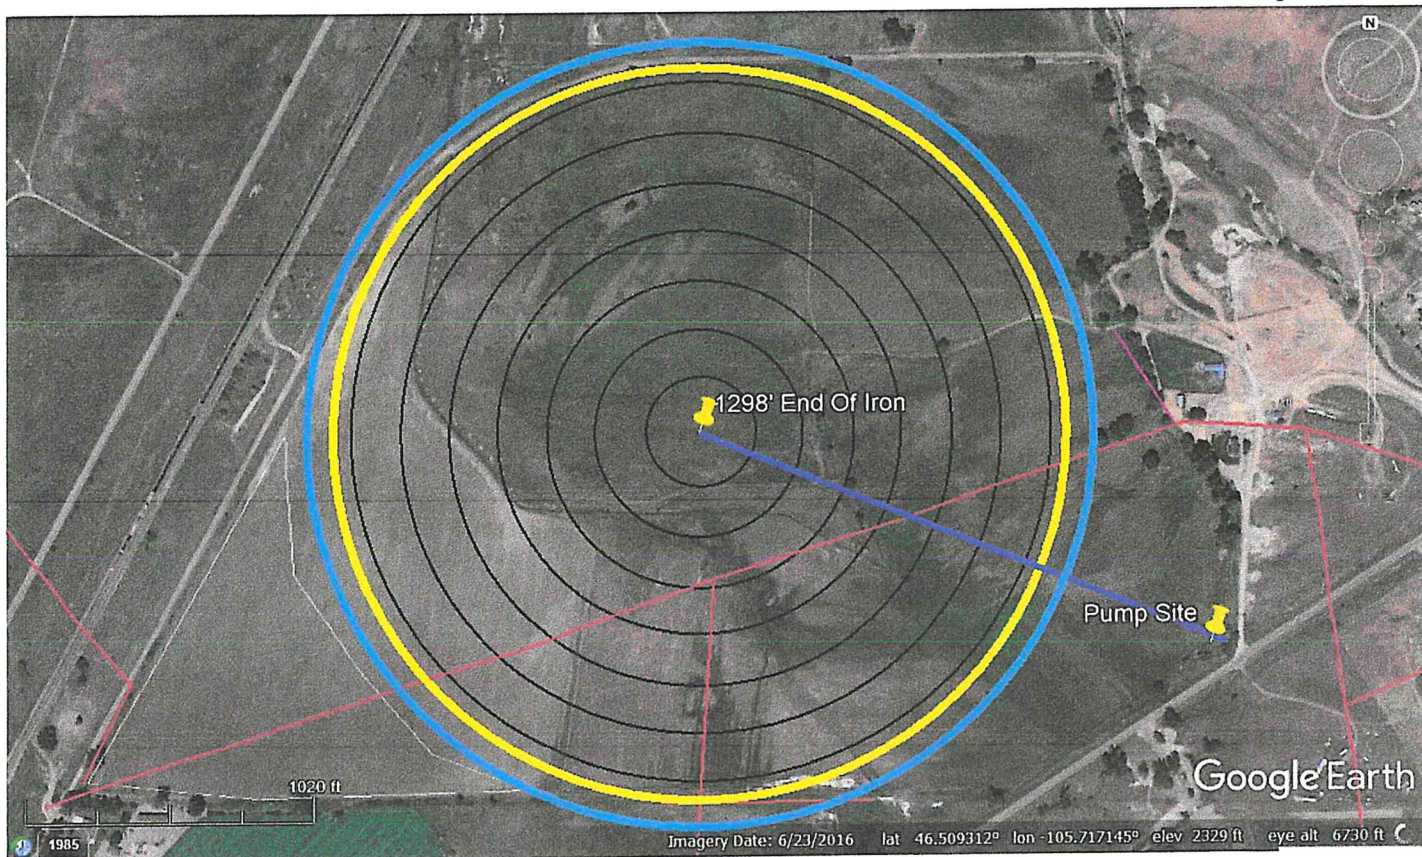 N
1298' End Of Iron
Pump Site
1020 ft
Google Earth
1985
Imagery Date: 6/23/2016 lat 46.509312° lon -105.717145° elev 2329 ft eye alt 6730 ft